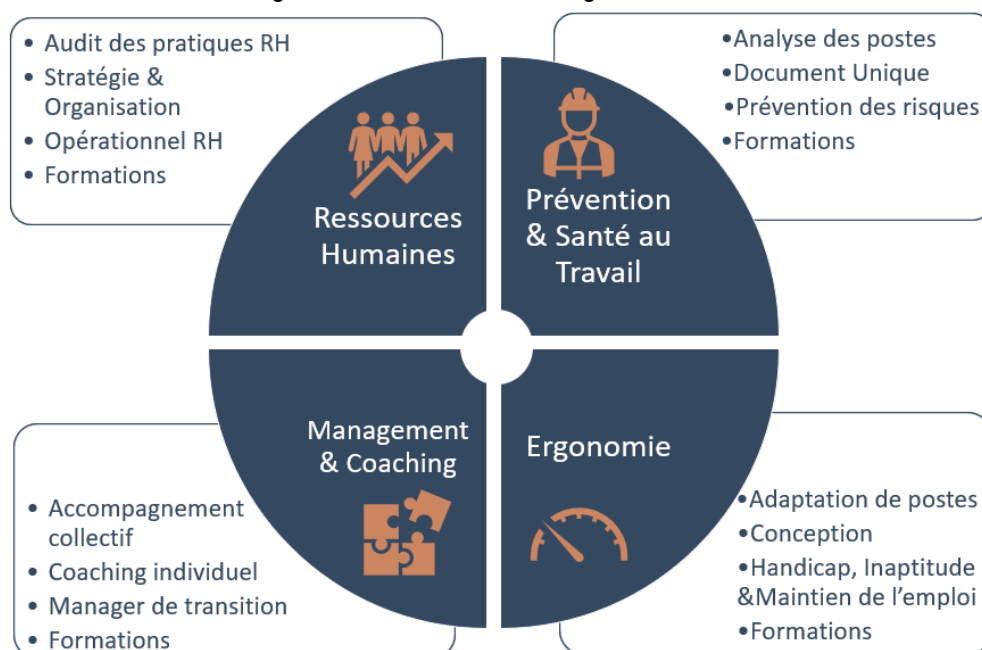 • Audit des pratiques RH
• Stratégie &
Organisation
• Opérationnel RH
• Formations
Ressources
Humaines
•Analyse des postes
•Document Unique
•Prévention des risques
•Formations
Prévention
& Santé au
Travail
Management
& Coaching
• Accompagnement
collectif
• Coaching individuel
• Manager de transition
• Formations
Ergonomie
•Adaptation de postes
•Conception
•Handicap, Inaptitude
&Maintien de l'emploi
•Formations